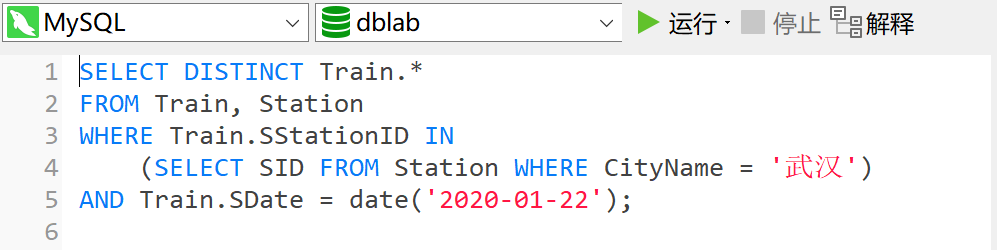 MySQL dblab 运行 停止 解释
1 SELECT DISTINCT Train.*
2 FROM Train, Station
3 WHERE Train.SStationID IN
4     (SELECT SID FROM Station WHERE CityName = '武汉')
5 AND Train.SDate = date('2020-01-22');
6